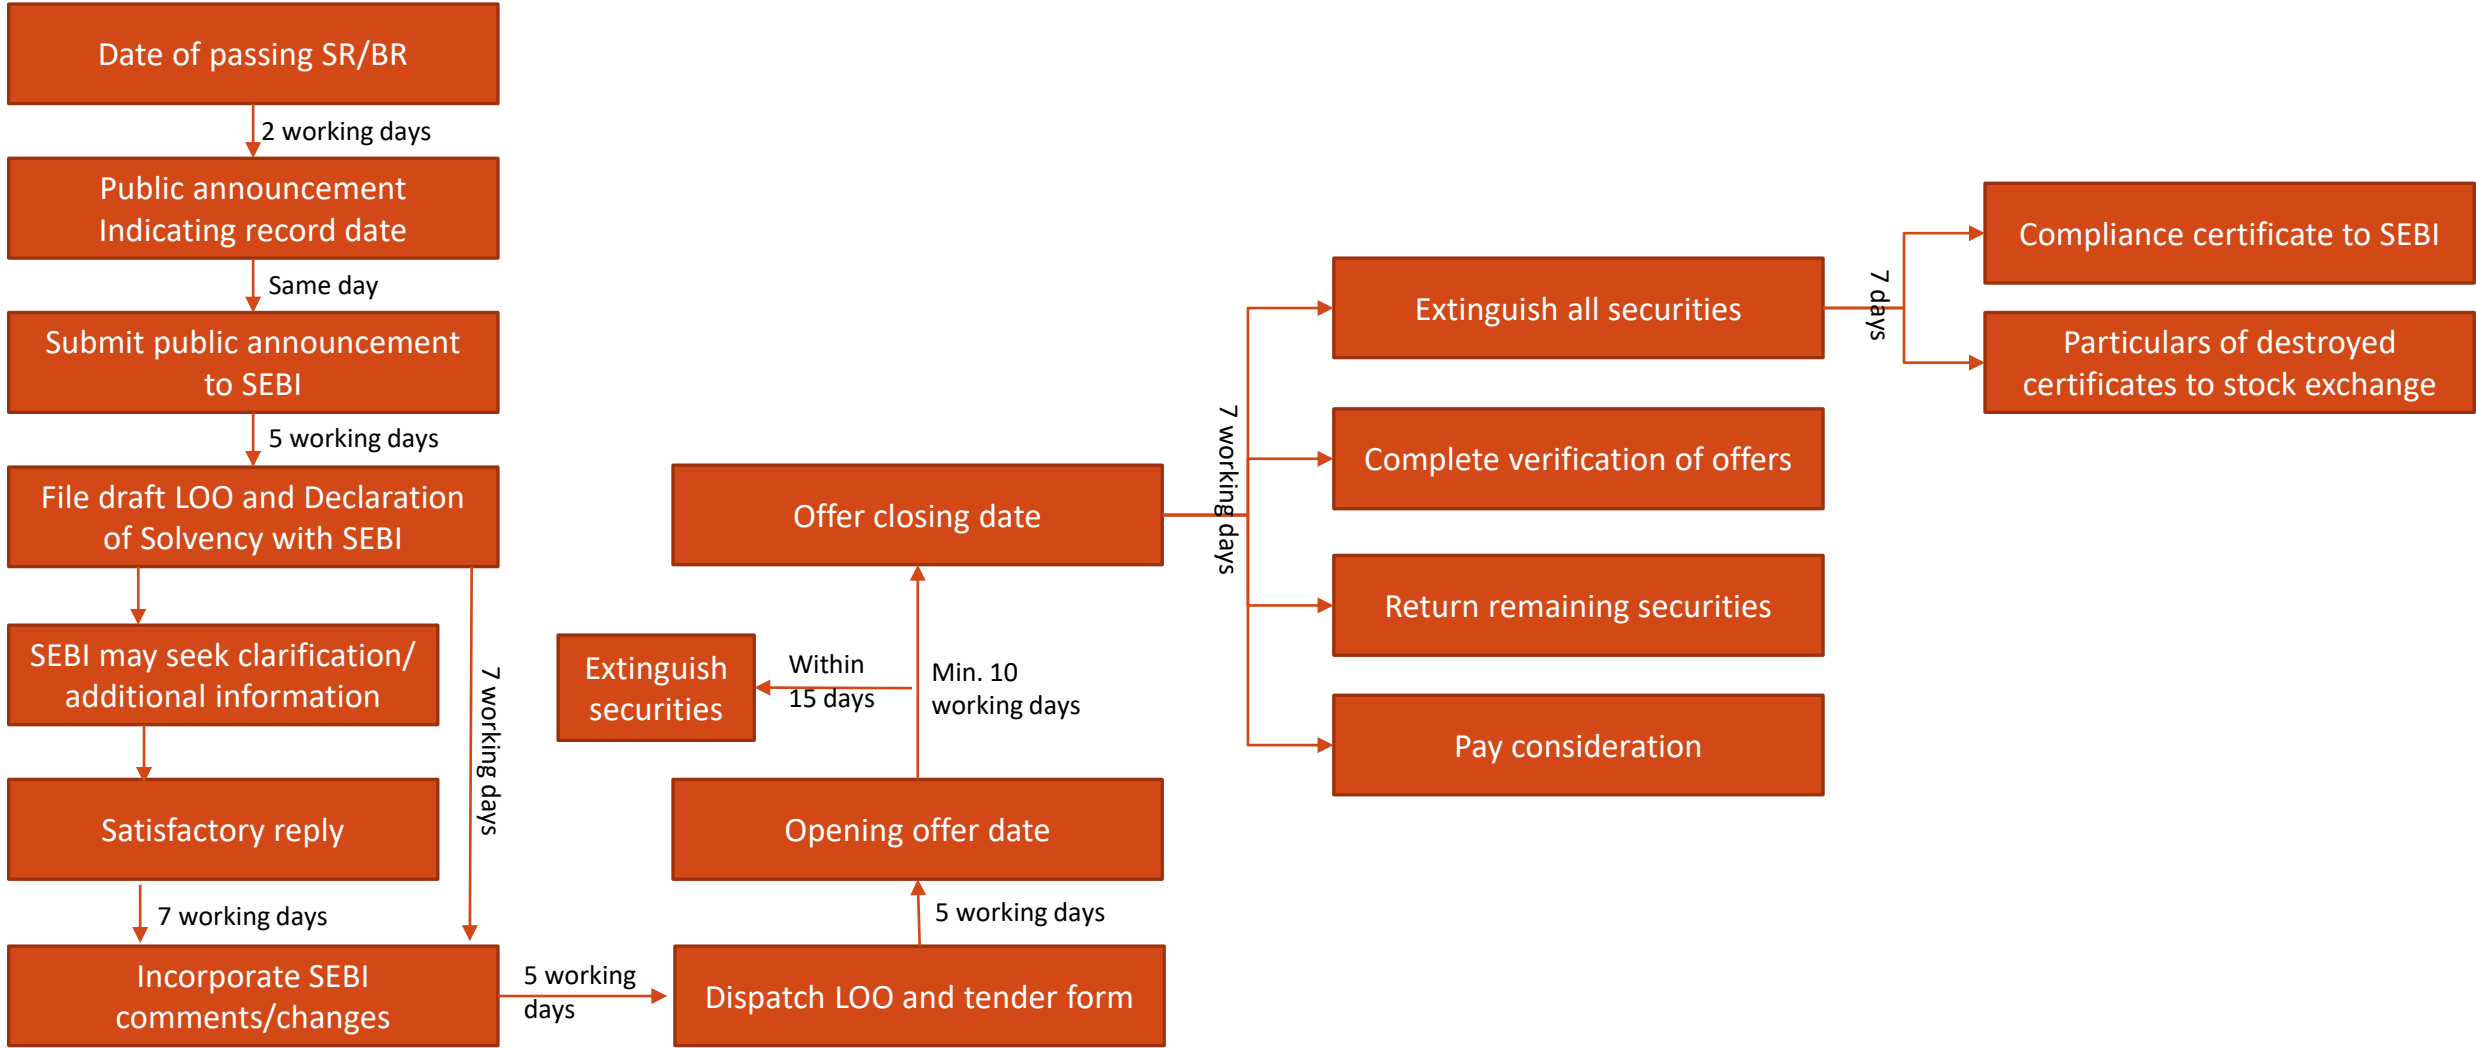 Date of passing SR/BR
2 working days
Public announcement
Indicating record date
Same day
Submit public announcement
to SEBI
5 working days
File draft LOO and Declaration
of Solvency with SEBI
SEBI may seek clarification/
additional information
Satisfactory reply
7 working days
7 working days
Incorporate SEBI
comments/changes
5 working
days
Dispatch LOO and tender form
5 working days
Opening offer date
Min. 10
working days
Within
15 days
Extinguish
securities
Offer closing date
7 working days
Extinguish all securities
Complete verification of offers
Return remaining securities
Pay consideration
7 days
Compliance certificate to SEBI
Particulars of destroyed
certificates to stock exchange